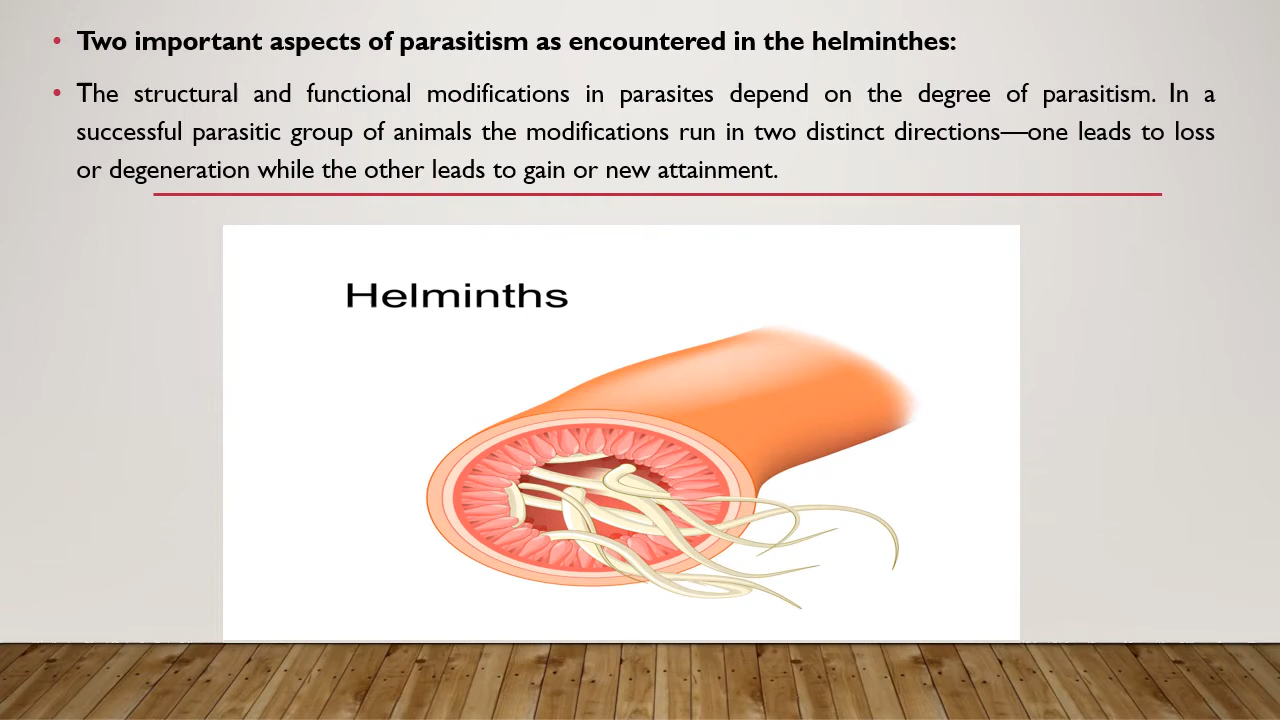 • Two important aspects of parasitism as encountered in the helminthes:
• The structural and functional modifications in parasites depend on the degree of parasitism. In a
successful parasitic group of animals the modifications run in two distinct directions—one leads to loss
or degeneration while the other leads to gain or new attainment.
Helminths